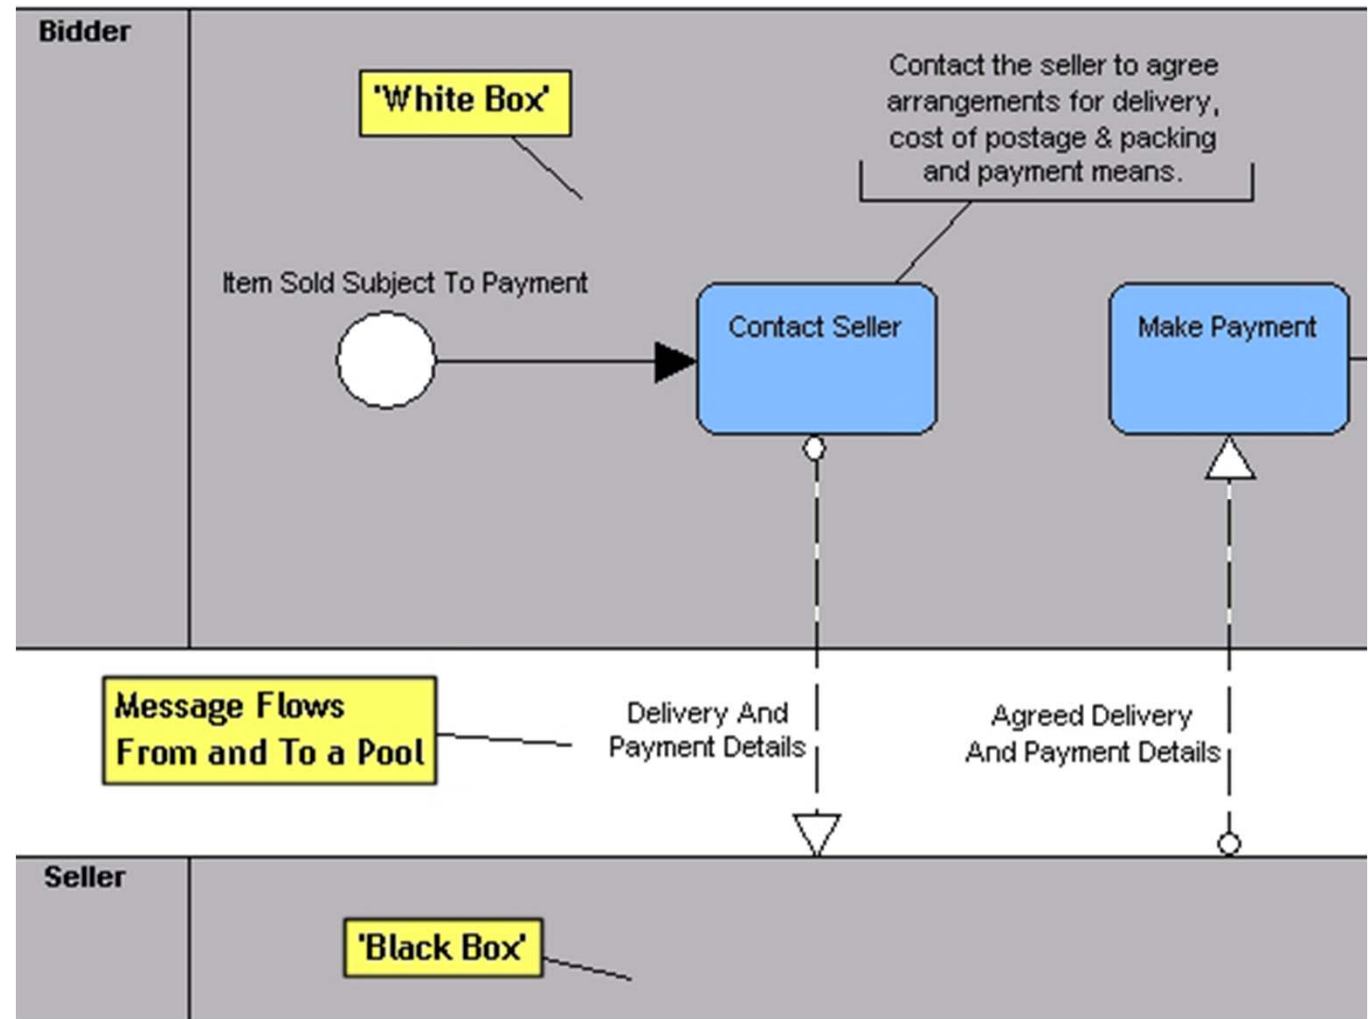 Bidder
'White Box'
Contact the seller to agree
arrangements for delivery,
cost of postage & packing
and payment means.
Item Sold Subject To Payment
Contact Seller
Make Payment
Message Flows
From and To a Pool
Delivery And
Payment Details
Agreed Delivery
And Payment Details
Seller
'Black Box'